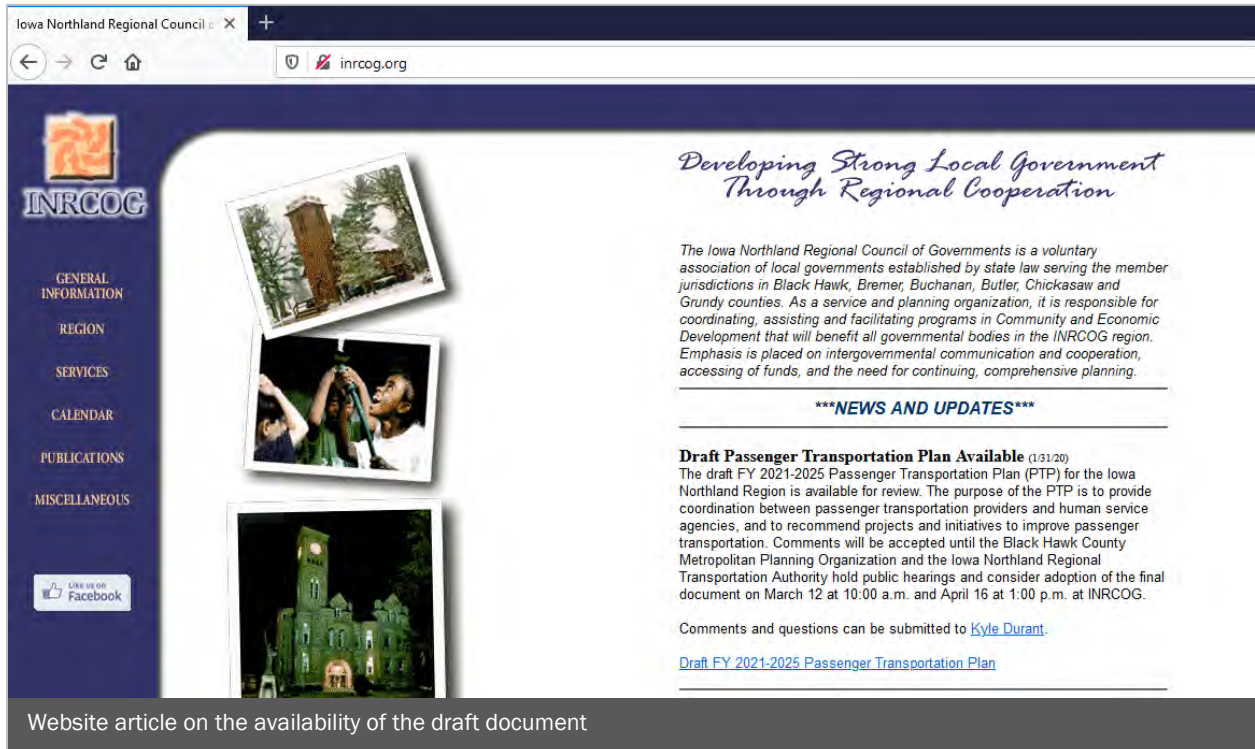 Iowa Northland Regional Council
inrcog.org
INRCOG
GENERAL
INFORMATION
REGION
SERVICES
CALENDAR
PUBLICATIONS
MISCELLANEOUS
Like us on
Facebook
Developing Strong Local Government
Through Regional Cooperation
The Iowa Northland Regional Council of Governments is a voluntary
association of local governments established by state law serving the member
jurisdictions in Black Hawk, Bremer, Buchanan, Butler, Chickasaw and
Grundy counties. As a service and planning organization, it is responsible for
coordinating, assisting and facilitating programs in Community and Economic
Development that will benefit all governmental bodies in the INRCOG region.
Emphasis is placed on intergovernmental communication and cooperation,
accessing of funds, and the need for continuing, comprehensive planning.
***NEWS AND UPDATES***
Draft Passenger Transportation Plan Available (1/31/20)
The draft FY 2021-2025 Passenger Transportation Plan (PTP) for the Iowa
Northland Region is available for review. The purpose of the PTP is to provide
coordination between passenger transportation providers and human service
agencies, and to recommend projects and initiatives to improve passenger
transportation. Comments will be accepted until the Black Hawk County
Metropolitan Planning Organization and the Iowa Northland Regional
Transportation Authority hold public hearings and consider adoption of the final
document on March 12 at 10:00 a.m. and April 16 at 1:00 p.m. at INRCOG.
Comments and questions can be submitted to Kyle Durant.
Draft FY 2021-2025 Passenger Transportation Plan
Website article on the availability of the draft document